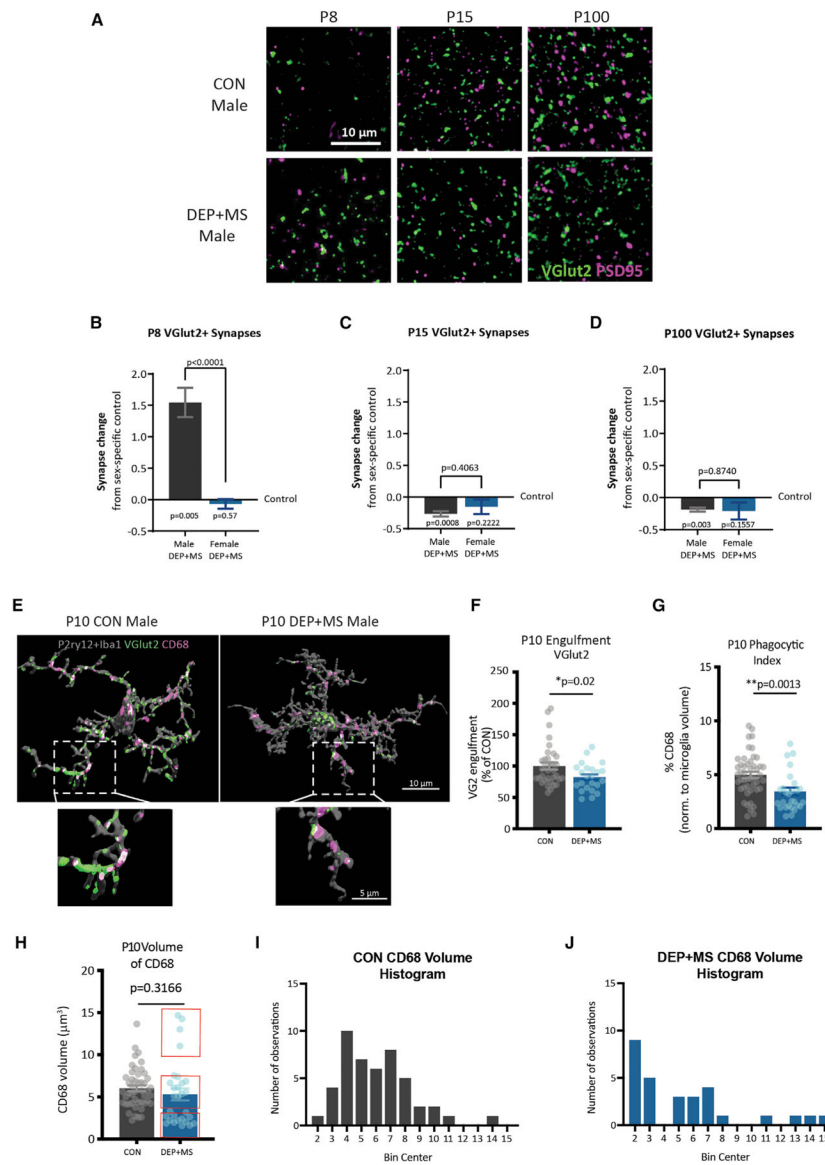 A
P8 P15 P100
CON
Male
10 µm
DEP+MS
Male
VGlut2 PSD95
B
P8 VGlut2+ Synapses
p<0.0001
2.0
1.5
1.0
0.5
0.0
-0.5
Synapse change
from sex-specific control
Control
p=0.005 p=0.57
Male
DEP+MS
Female
DEP+MS
C
P15 VGlut2+ Synapses
2.0
1.5
1.0
0.5
0.0
-0.5
Synapse change
from sex-specific control
p=0.4063
Control
p=0.0008 p=0.2222
Male
DEP+MS
Female
DEP+MS
D
P100 VGlut2+ Synapses
2.0
1.5
1.0
0.5
0.0
-0.5
Synapse change
from sex-specific control
p=0.8740
Control
p=0.003 p=0.1557
Male
DEP+MS
Female
DEP+MS
E
P10 CON Male P10 DEP+MS Male
P2ry12+Iba1 VGlut2 CD68
10 µm
5 µm
F
P10 Engulfment
VGlut2
250
200
150
100
50
0
VG2 engulfment
(% of CON)
*p=0.02
CON DEP+MS
G
P10 Phagocytic
Index
15
10
5
0
% CD68
(norm. to microglia volume)
**p=0.0013
CON DEP+MS
H
P10Volume
of CD68
p=0.3166
20
15
10
5
0
CD68 volume (µm³)
CON DEP+MS
I
CON CD68 Volume
Histogram
15
10
5
0
Number of observations
2 3 4 5 6 7 8 9 10 11 12 13 14 15
Bin Center
J
DEP+MS CD68 Volume
Histogram
15
10
5
0
Number of observations
2 3 4 5 6 7 8 9 10 11 12 13 14
Bin Center